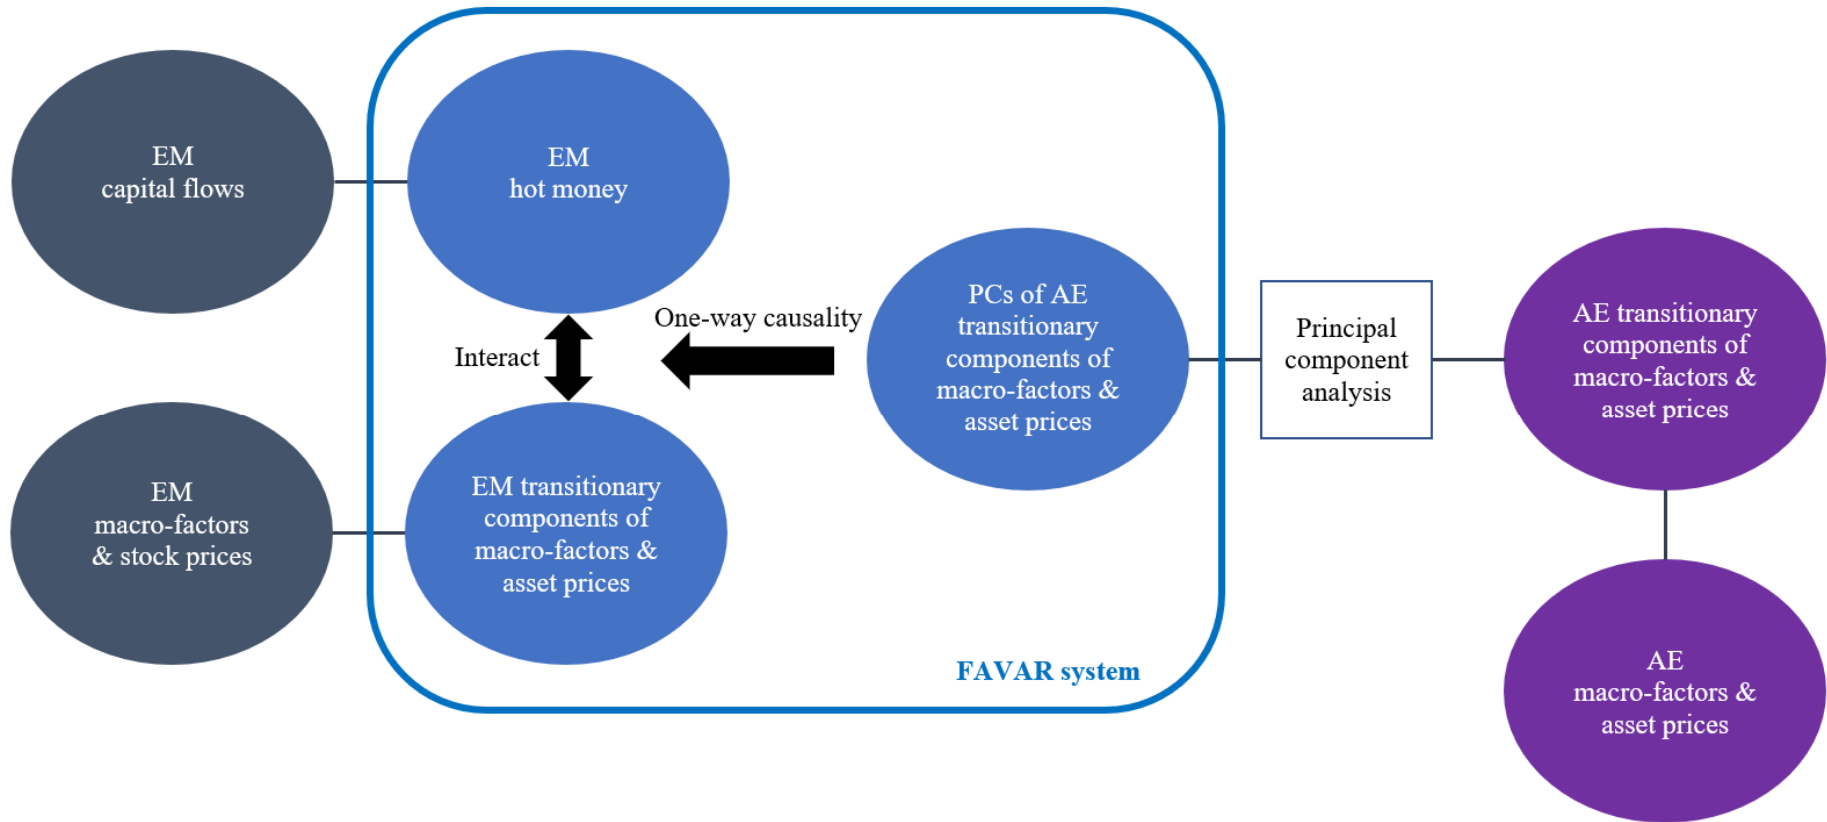 EM
capital flows
EM
hot money
One-way causality
Interact
PCs of AE
transitionary
components of
macro-factors &
asset prices
Principal
component
analysis
AE transitionary
components of
macro-factors &
asset prices
EM
macro-factors
& stock prices
EM transitionary
components of
macro-factors &
asset prices
FAVAR system
AE
macro-factors &
asset prices